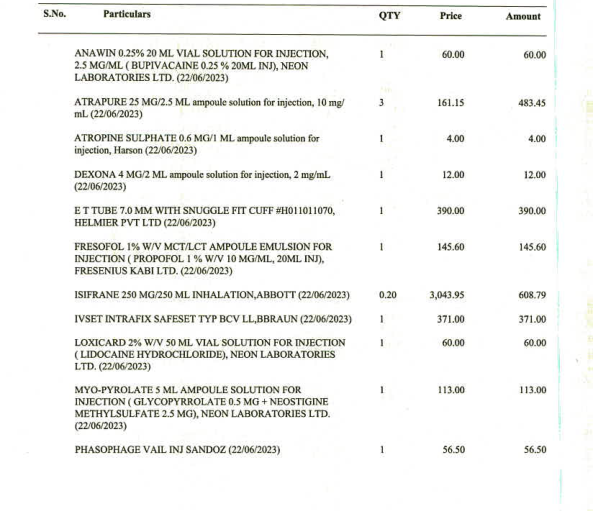 S.No. Particulars QTY Price Amount
ANAWIN 0.25% 20 ML VIAL SOLUTION FOR INJECTION, 1 60.00 60.00
2.5 MG/ML ( BUPIVACAINE 0.25 % 20ML INJ), NEON
LABORATORIES LTD. (22/06/2023)
ATRAPURE 25 MG/2.5 ML ampoule solution for injection, 10 mg/ 3 161.15 483.45
mL (22/06/2023)
ATROPINE SULPHATE 0.6 MG/1 ML ampoule solution for 1 4.00 4.00
injection, Harson (22/06/2023)
DEXONA 4 MG/2 ML ampoule solution for injection, 2 mg/mL 1 12.00 12.00
(22/06/2023)
E T TUBE 7.0 MM WITH SNUGGLE FIT CUFF #H011011070, 1 390.00 390.00
HELMIER PVT LTD (22/06/2023)
FRESOFOL 1% W/V MCT/LCT AMPOULE EMULSION FOR 1 145.60 145.60
INJECTION ( PROPOFOL 1 % W/V 10 MG/ML, 20ML INJ),
FRESENIUS KABI LTD. (22/06/2023)
ISIFRANE 250 MG/250 ML INHALATION,ABBOTT (22/06/2023) 0.20 3,043.95 608.79
IVSET INTRAFIX SAFESET TYP BCV LL,BBRAUN (22/06/2023) 1 371.00 371.00
LOXICARD 2% W/V 50 ML VIAL SOLUTION FOR INJECTION 1 60.00 60.00
( LIDOCAINE HYDROCHLORIDE), NEON LABORATORIES
LTD. (22/06/2023)
MYO-PYROLATE 5 ML AMPOULE SOLUTION FOR 1 113.00 113.00
INJECTION ( GLYCOPYRROLATE 0.5 MG + NEOSTIGINE
METHYLSULFATE 2.5 MG), NEON LABORATORIES LTD.
(22/06/2023)
PHASOPHAGE VAIL INJ SANDOZ (22/06/2023) 1 56.50 56.50